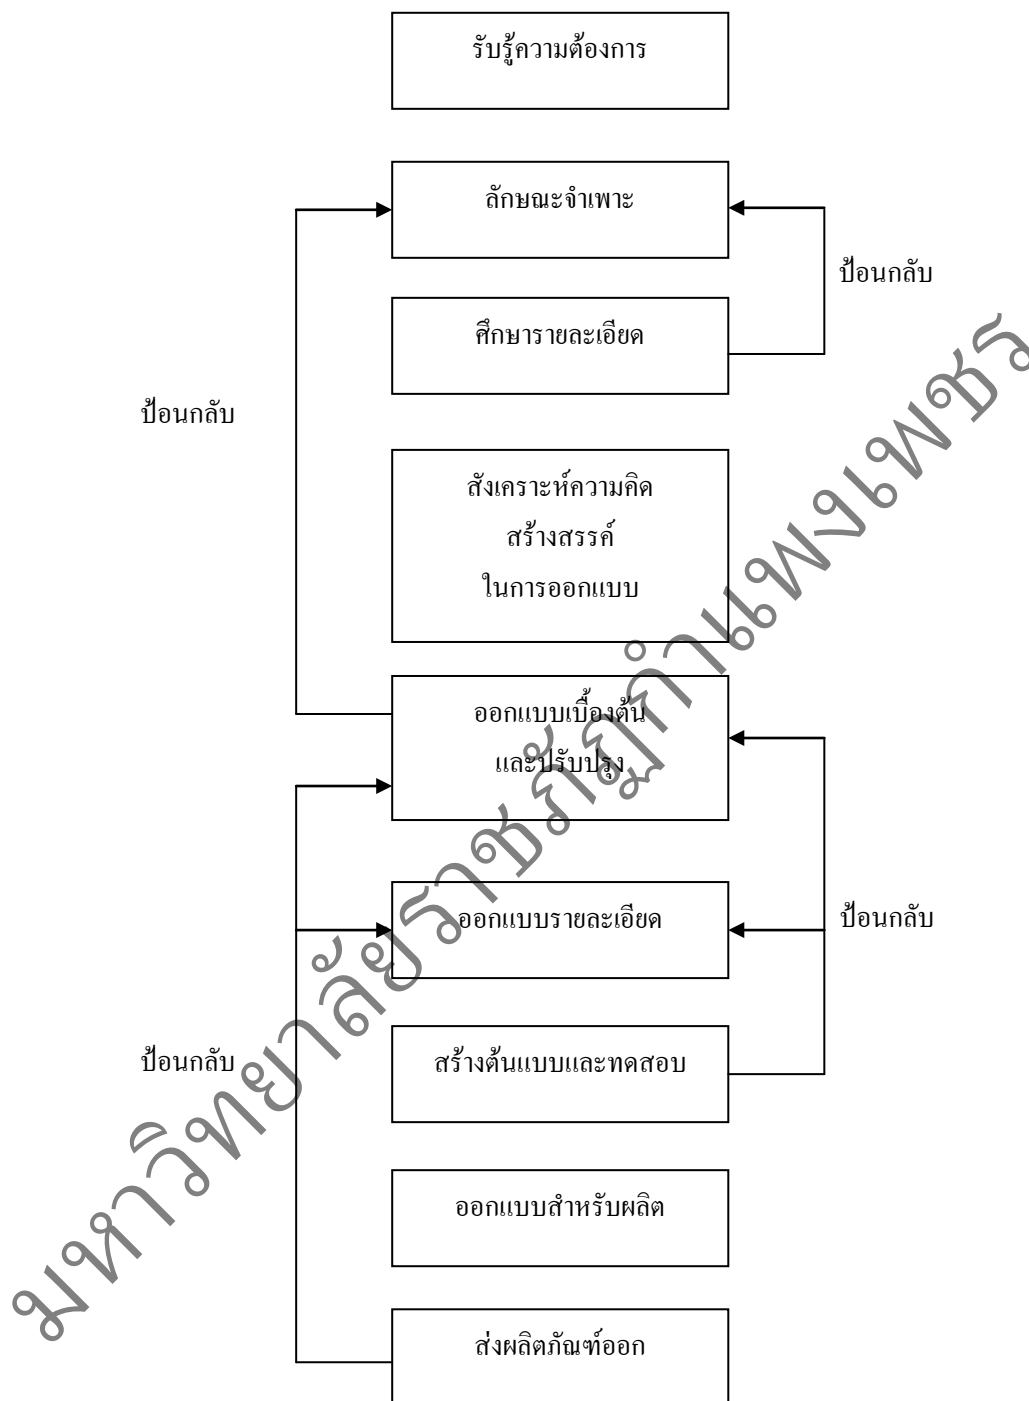 รับรู้ความต้องการ
ลักษณะจำเพาะ
ป้อนกลับ
ศึกษารายละเอียด
ป้อนกลับ
สังเคราะห์ความคิด
สร้างสรรค์
ในการออกแบบ
ออกแบบเบื้องต้น
และปรับปรุง
ออกแบบรายละเอียด
ป้อนกลับ
สร้างต้นแบบและทดสอบ
ป้อนกลับ
ออกแบบสำหรับผลิต
ส่งผลิตภัณฑ์ออก
มหาวิทยาลัยราชภัฏกำแพงเพชร